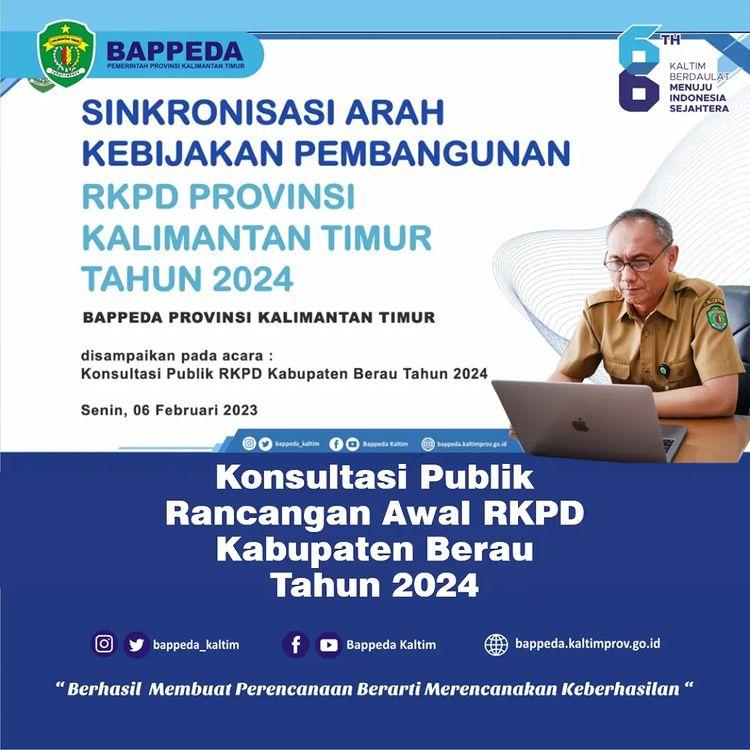 BAPPEDA
PEMERINTAH PROVINSI KALIMANTAN TIMUR
66TH
KALTIM
BERDAULAT
MENUJU
INDONESIA
SEJAHTERA
SINKRONISASI ARAH
KEBIJAKAN PEMBANGUNAN
RKPD PROVINSI
KALIMANTAN TIMUR
TAHUN 2024
BAPPEDA PROVINSI KALIMANTAN TIMUR
disampaikan pada acara :
Konsultasi Publik RKPD Kabupaten Berau Tahun 2024
Senin, 06 Februari 2023
bappeda_kaltim Bappeda Kaltim bappeda.kaltimprov.go.id
Konsultasi Publik
Rancangan Awal RKPD
Kabupaten Berau
Tahun 2024
bappeda_kaltim Bappeda Kaltim bappeda.kaltimprov.go.id
“ Berhasil Membuat Perencanaan Berarti Merencanakan Keberhasilan “